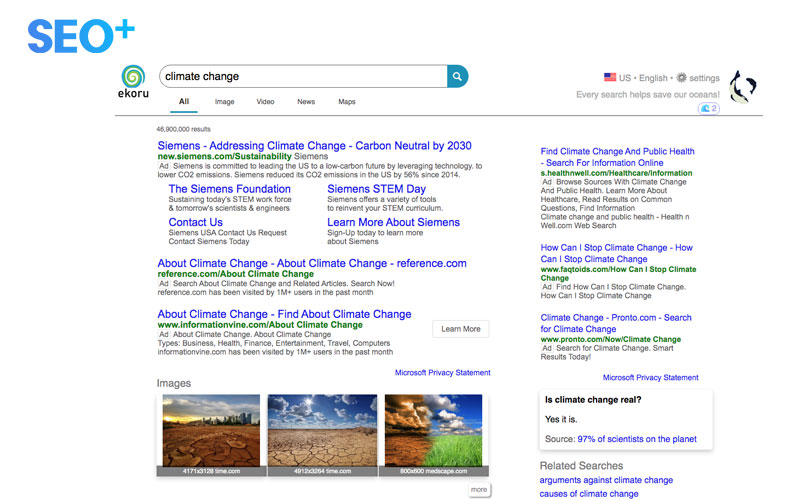 SEO+
ekoru
climate change
US • English • settings
Every search helps save our oceans!
2
All Image Video News Maps
46,900,000 results
Siemens - Addressing Climate Change - Carbon Neutral by 2030
new.siemens.com/Sustainability Siemens
Ad Siemens is committed to leading the US to a low-carbon future by leveraging technology. to
lower CO2 emissions. Siemens reduced its CO2 emissions in the US by 56% since 2014.
The Siemens Foundation
Sustaining today's STEM work force
& tomorrow's scientists & engineers
Siemens STEM Day
Siemens offers a variety of tools
to reinvent your STEM curriculum.
Contact Us
Siemens USA Contact Us Request
Contact Siemens Today
Learn More About Siemens
Sign-Up today to learn more
about Siemens
About Climate Change - About Climate Change - reference.com
reference.com/About Climate Change
Ad Search About Climate Change and Related Articles. Search Now!
reference.com has been visited by 1M+ users in the past month
About Climate Change - Find About Climate Change
www.informationvine.com/About Climate Change
Ad About Climate Change. About Climate Change
Types: Business, Health, Finance, Entertainment, Travel, Computers
informationvine.com has been visited by 1M+ users in the past month
Learn More
Microsoft Privacy Statement
Images
4171x3128 time.com
4912x3264 time.com
800x600 medscape.com
more
Find Climate Change And Public Health
- Search For Information Online
s.healthnwell.com/Healthcare/Information
Ad Browse Sources With Climate Change
And Public Health. Learn More About
Healthcare, Read Results on Common
Questions, Find Information
Climate change and public health - Health n
Well.com Web Search
How Can I Stop Climate Change - How
Can I Stop Climate Change
www.faqtoids.com/How Can I Stop Climate
Change
Ad Find How Can I Stop Climate Change.
How Can I Stop Climate Change
Climate Change - Pronto.com - Search
for Climate Change
www.pronto.com/Now/Climate Change
Ad Search for Climate Change. Smart
Results Today!
Microsoft Privacy Statement
Is climate change real?
Yes it is.
Source: 97% of scientists on the planet
Related Searches
arguments against climate change
causes of climate change